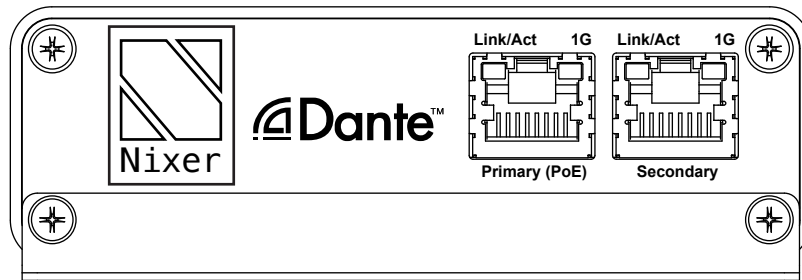 Link/Act 1G Link/Act 1G
Nixer
Dante™
Primary (PoE) Secondary